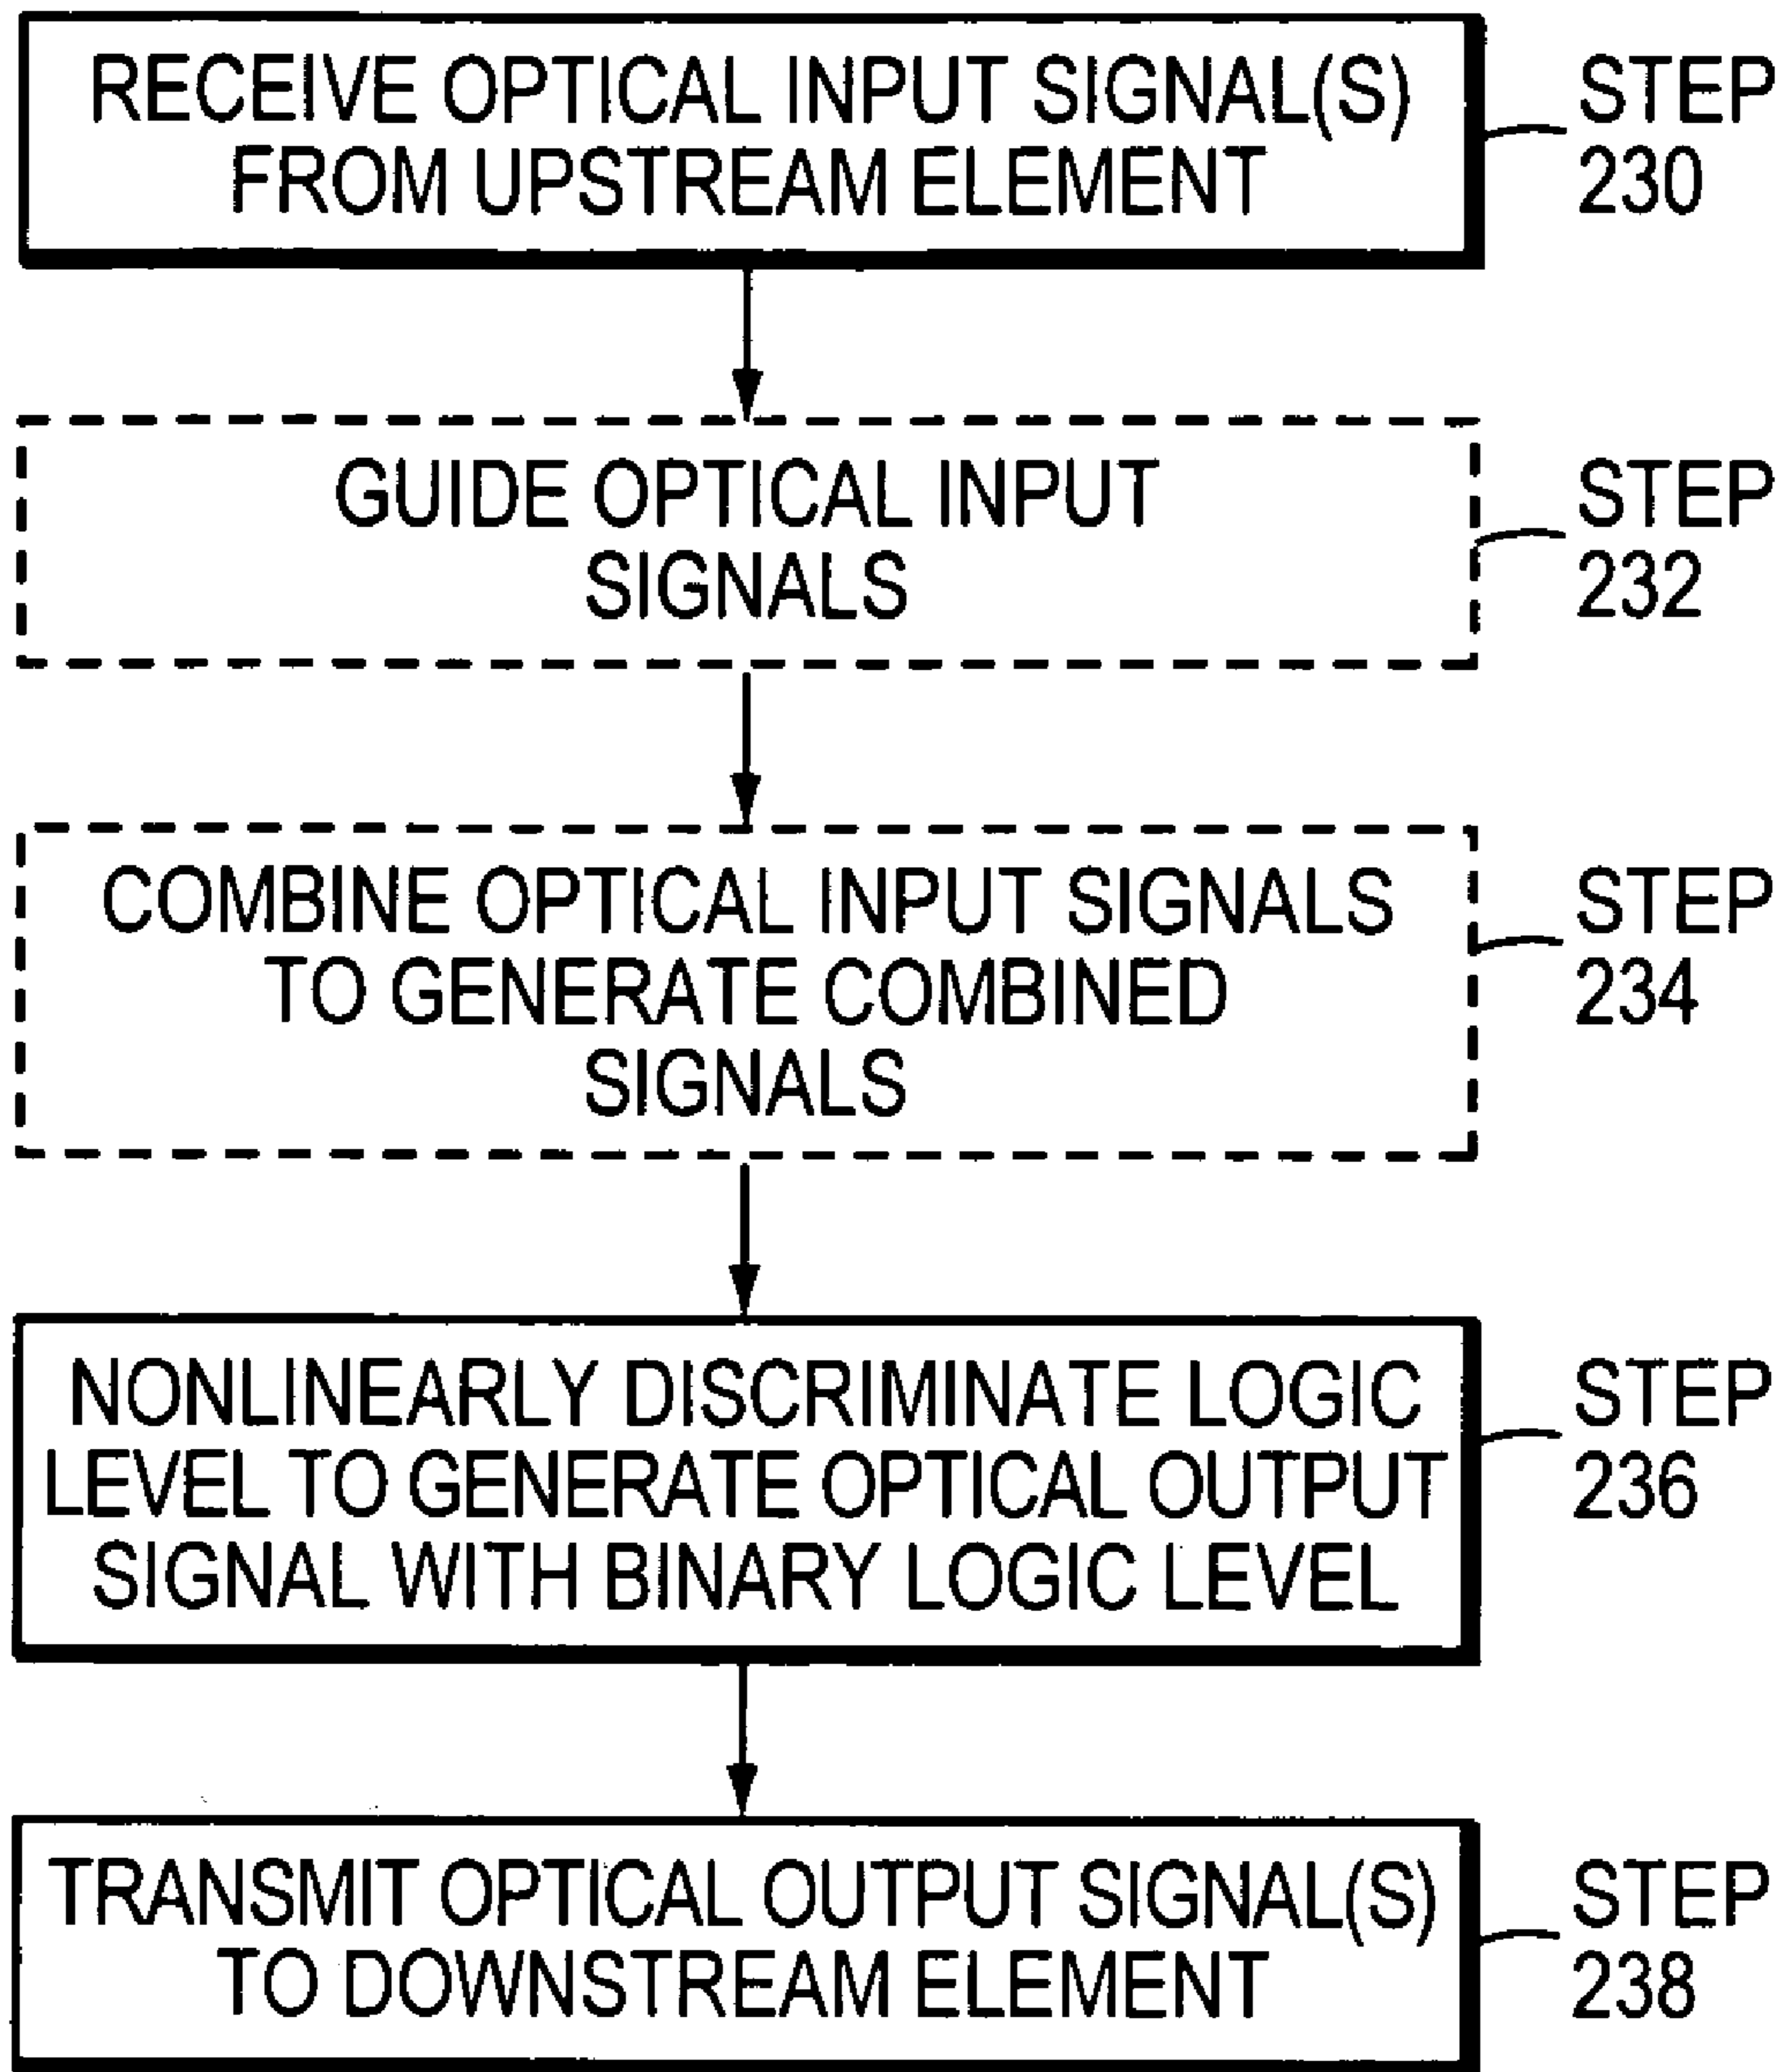 RECEIVE OPTICAL INPUT SIGNAL(S)
FROM UPSTREAM ELEMENT
STEP
230
GUIDE OPTICAL INPUT
SIGNALS
STEP
232
COMBINE OPTICAL INPUT SIGNALS
TO GENERATE COMBINED
SIGNALS
STEP
234
NONLINEARLY DISCRIMINATE LOGIC
LEVEL TO GENERATE OPTICAL OUTPUT
SIGNAL WITH BINARY LOGIC LEVEL
STEP
236
TRANSMIT OPTICAL OUTPUT SIGNAL(S)
TO DOWNSTREAM ELEMENT
STEP
238